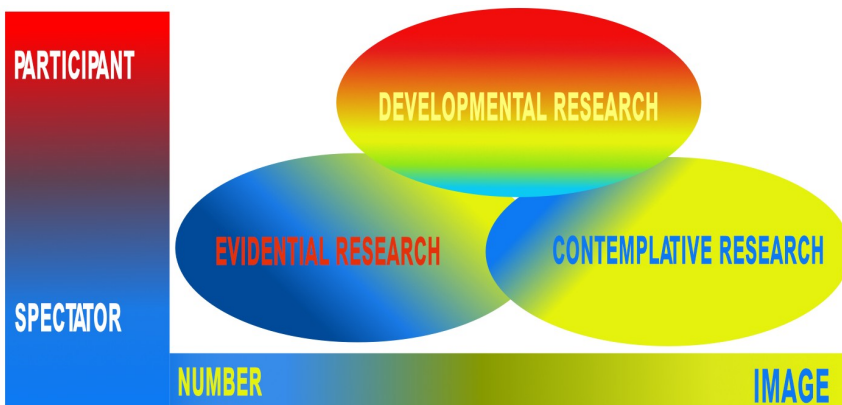 PARTICIPANT
DEVELOPMENTAL RESEARCH
EVIDENTIAL RESEARCH
CONTEMPLATIVE RESEARCH
SPECTATOR
NUMBER
IMAGE